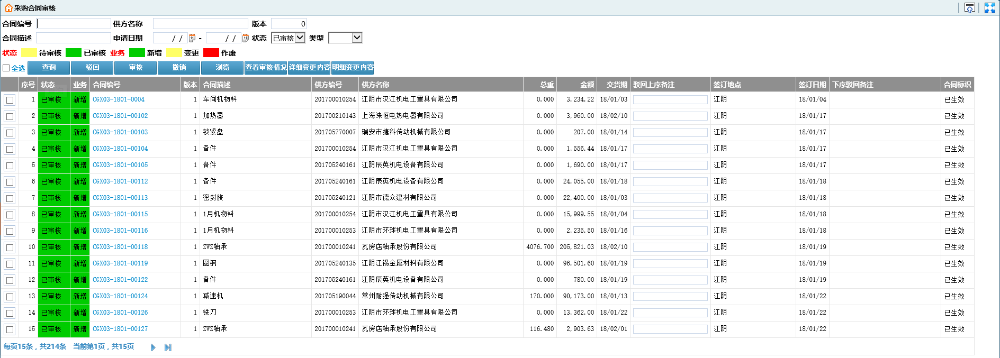 采购合同审核
合同编号 供方名称 版本 0
合同描述 申请日期 / / - / / 状态 已审核 类型
状态 待审核 已审核 业务 新增 变更 作废
全选 查询 驳回 审核 撤销 浏览 查看审核情况 详细变更内容 明细变更内容
序号 状态 业务 合同编号 版本 合同描述 供方编号 供方名称 总重 金额 交货期 驳回上序备注 签订地点 签订日期 下序驳回备注 合同标识
1 已审核 新增 CGX03-1801-0004 1 车间机物料 201700010254 江阴市汉江机电工量具有限公司 0.000 3,234.22 18/01/03 江阴 18/01/04 已生效
2 已审核 新增 CGX03-1801-00102 1 加热器 201700210143 上海涞恒电热电器有限公司 0.000 3,960.00 18/02/10 江阴 18/01/17 已生效
3 已审核 新增 CGX03-1801-00103 1 锁紧盘 201705770007 瑞安市捷科传动机械有限公司 0.000 207.00 18/01/14 江阴 18/01/17 已生效
4 已审核 新增 CGX03-1801-00104 1 备件 201700010254 江阴市汉江机电工量具有限公司 0.000 1,556.44 18/01/17 江阴 18/01/17 已生效
5 已审核 新增 CGX03-1801-00105 1 备件 201705240161 江阴辰英机电设备有限公司 0.000 1,690.00 18/01/17 江阴 18/01/17 已生效
6 已审核 新增 CGX03-1801-00112 1 备件 201705240161 江阴辰英机电设备有限公司 0.000 24,055.00 18/01/18 江阴 18/01/18 已生效
7 已审核 新增 CGX03-1801-00113 1 密封胶 201705240121 江阴市德众建材有限公司 0.000 22,400.00 18/01/03 江阴 18/01/18 已生效
8 已审核 新增 CGX03-1801-00115 1 1月机物料 201700010254 江阴市汉江机电工量具有限公司 0.000 15,999.55 18/01/04 江阴 18/01/18 已生效
9 已审核 新增 CGX03-1801-00116 1 1月机物料 201700010253 江阴市环球机电工量具有限公司 0.000 2,235.50 18/01/16 江阴 18/01/18 已生效
10 已审核 新增 CGX03-1801-00118 1 ZWZ轴承 201700010241 瓦房店轴承股份有限公司 4076.700 205,821.03 18/02/10 江阴 18/01/19 已生效
11 已审核 新增 CGX03-1801-00119 1 圆钢 201705240135 江阴江锡金属材料有限公司 0.000 96,501.60 18/01/19 江阴 18/01/19 已生效
12 已审核 新增 CGX03-1801-00122 1 备件 201705240161 江阴辰英机电设备有限公司 0.000 780.00 18/01/19 江阴 18/01/19 已生效
13 已审核 新增 CGX03-1801-00124 1 减速机 201705190044 常州耐强传动机械有限公司 170.000 90,173.00 18/01/13 江阴 18/01/22 已生效
14 已审核 新增 CGX03-1801-00126 1 铣刀 201700010253 江阴市环球机电工量具有限公司 0.000 13,362.00 18/01/22 江阴 18/01/22 已生效
15 已审核 新增 CGX03-1801-00127 1 ZWZ轴承 201700010241 瓦房店轴承股份有限公司 116.480 2,903.63 18/02/01 江阴 18/01/22 已生效
每页15条，共214条 当前第1页，共15页